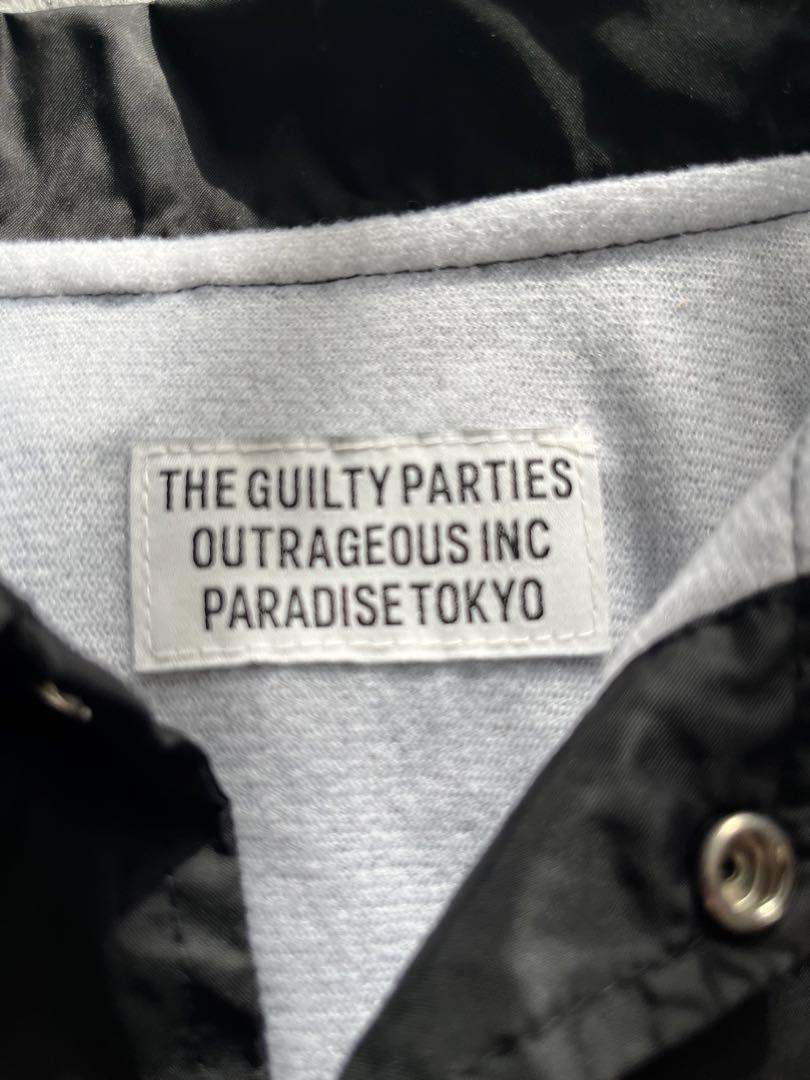 THE GUILTY PARTIES
OUTRAGEOUS INC
PARADISE TOKYO